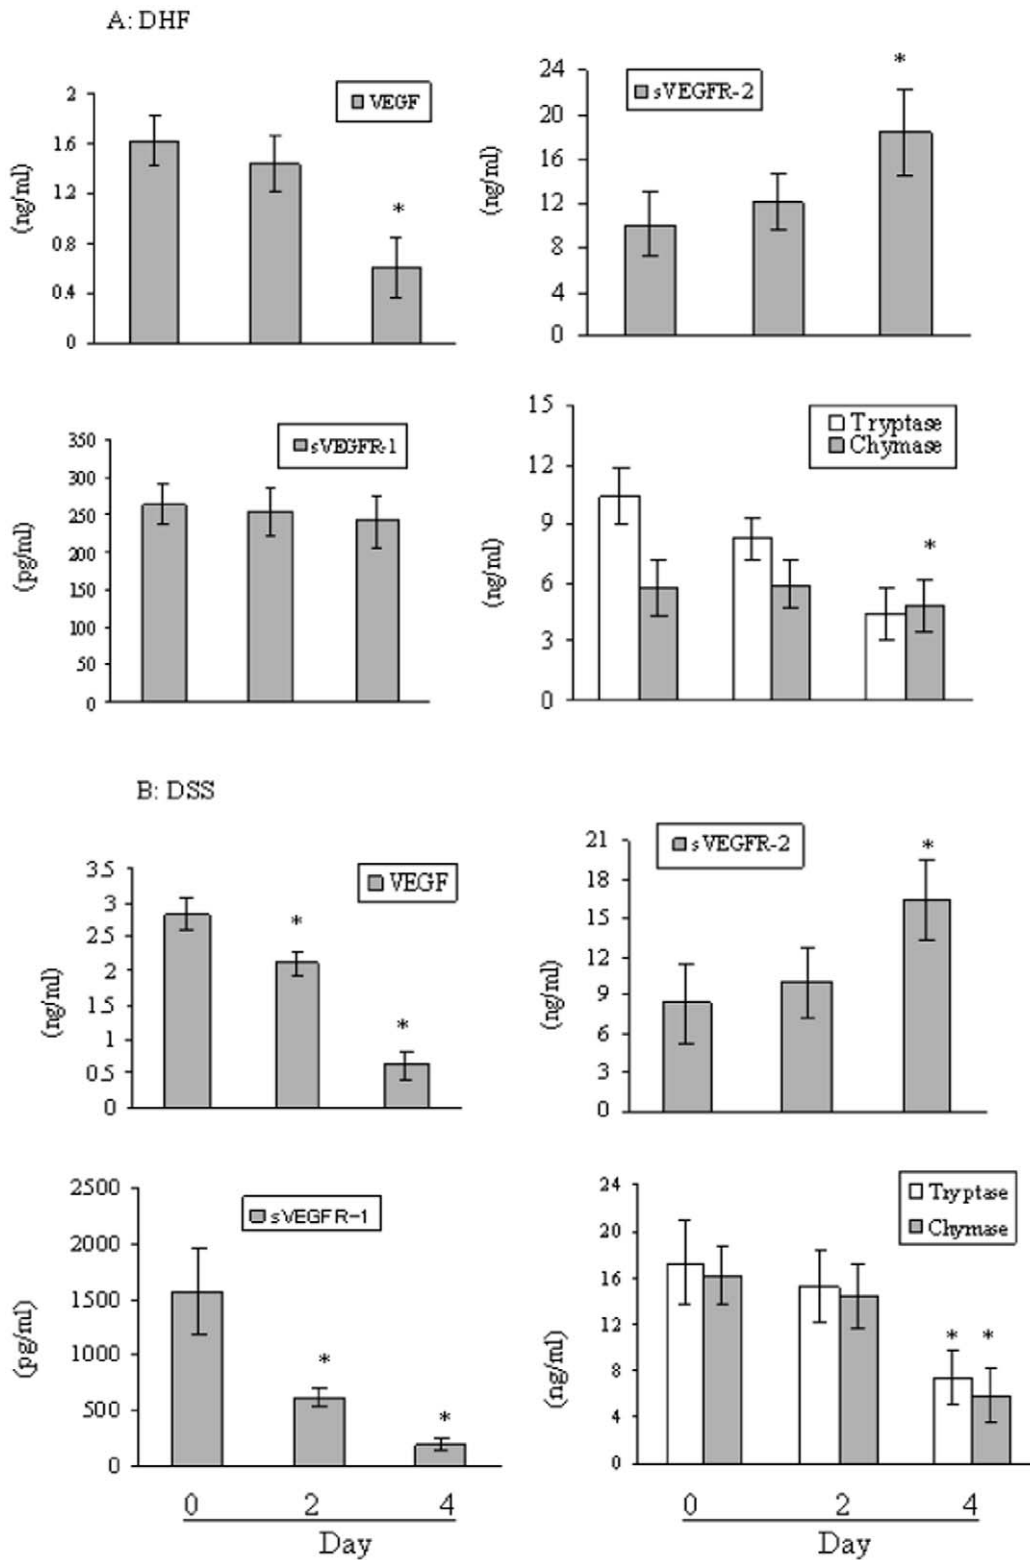 A: DHF
VEGF
2
1.6
1.2
0.8
0.4
0
(ng/ml)
*
sVEGFR-2
24
20
16
12
8
4
0
(ng/ml)
*
sVEGFR-1
350
300
250
200
150
100
50
0
(pg/ml)
Tryptase
Chymase
15
12
9
6
3
0
(ng/ml)
*
B: DSS
VEGF
3.5
3
2.5
2
1.5
1
0.5
0
(ng/ml)
*
*
sVEGFR-2
21
18
15
12
9
6
3
0
(ng/ml)
*
sVEGFR-1
2500
2000
1500
1000
500
0
(pg/ml)
*
*
0 2 4
Day
Tryptase
Chymase
24
20
16
12
8
4
0
(ng/ml)
* *
0 2 4
Day